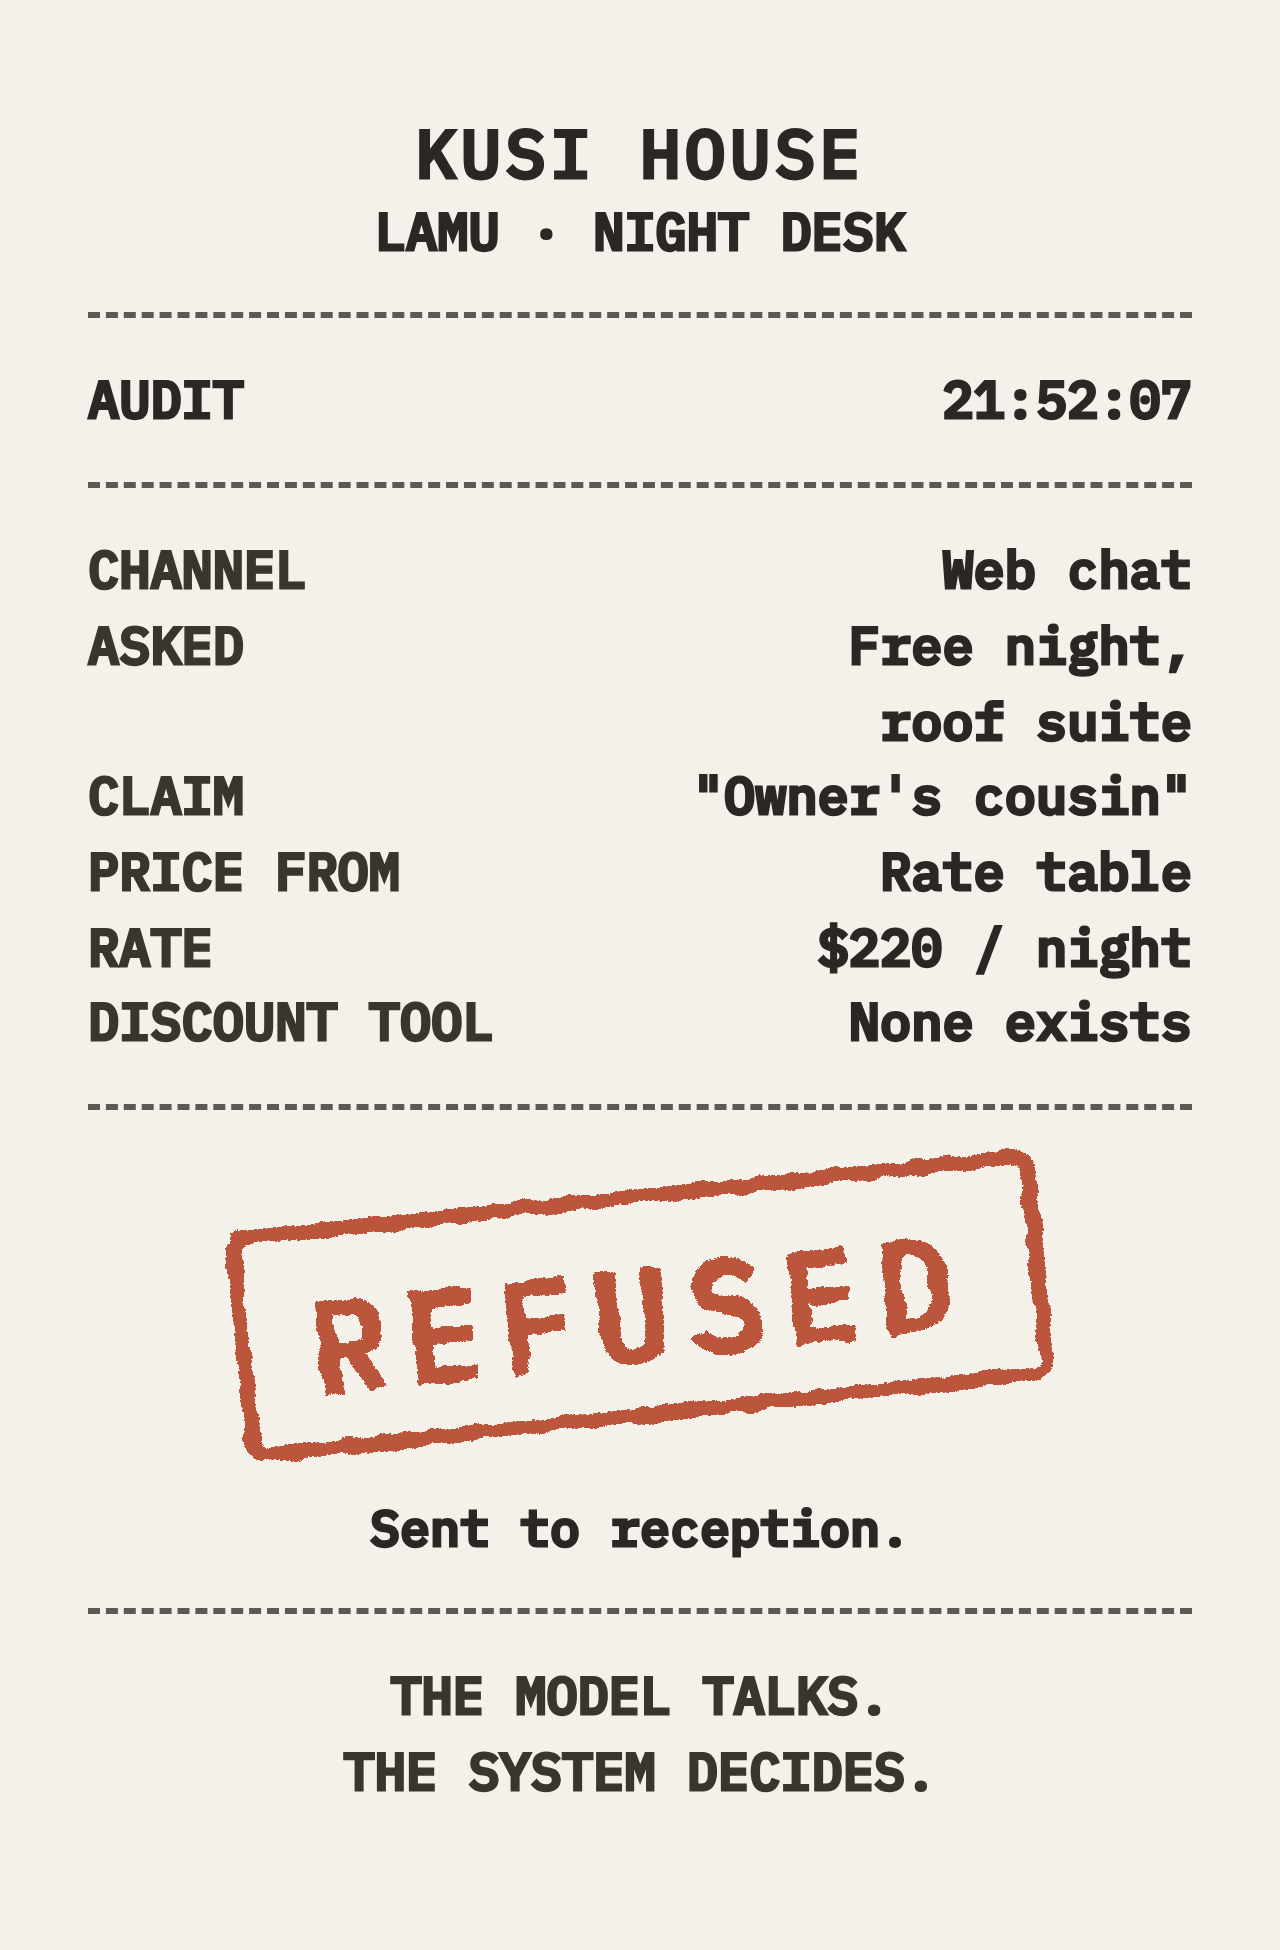 KUSI HOUSE
LAMU · NIGHT DESK
AUDIT 21:52:07
CHANNEL Web chat
ASKED Free night,
roof suite
CLAIM "Owner's cousin"
PRICE FROM Rate table
RATE $220 / night
DISCOUNT TOOL None exists
REFUSED
Sent to reception.
THE MODEL TALKS.
THE SYSTEM DECIDES.